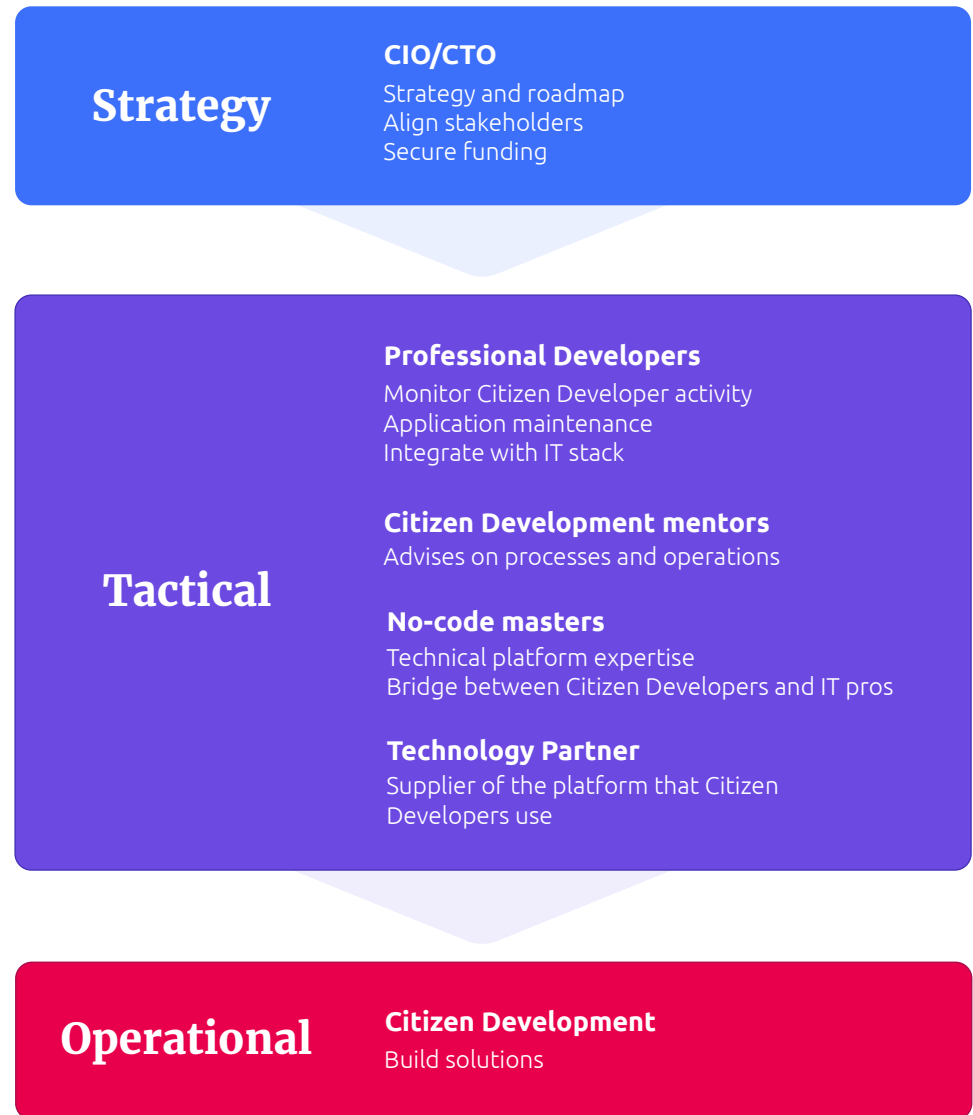 Strategy
CIO/CTO
Strategy and roadmap
Align stakeholders
Secure funding
Tactical
Professional Developers
Monitor Citizen Developer activity
Application maintenance
Integrate with IT stack
Citizen Development mentors
Advises on processes and operations
No-code masters
Technical platform expertise
Bridge between Citizen Developers and IT pros
Technology Partner
Supplier of the platform that Citizen
Developers use
Operational
Citizen Development
Build solutions